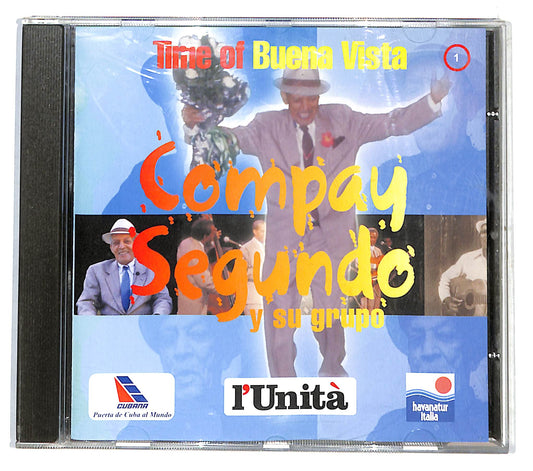 Time of Buena Vista
1
Compay
Segundo
y su grupo
CUBANA
Puerta de Cuba al Mundo
l'Unità
havanatur
italia